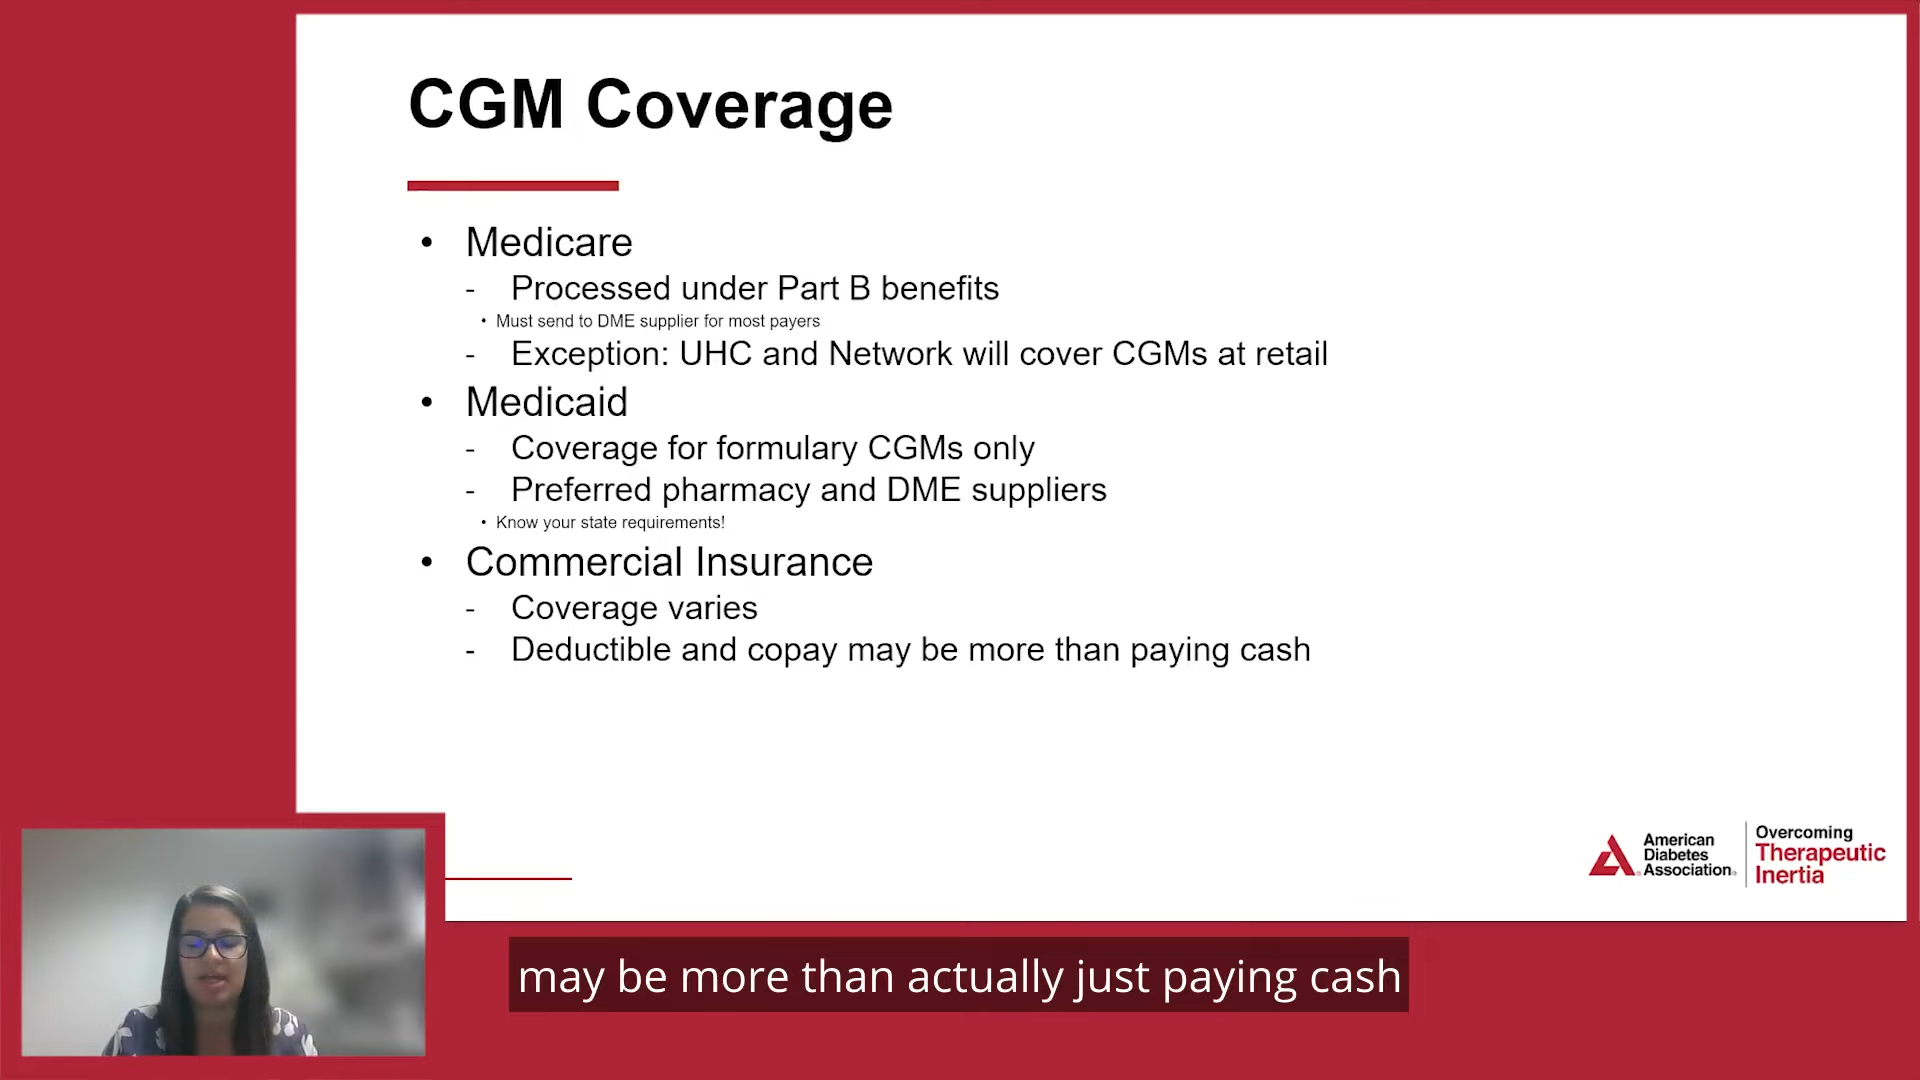 CGM Coverage
• Medicare
- Processed under Part B benefits
• Must send to DME supplier for most payers
- Exception: UHC and Network will cover CGMs at retail
• Medicaid
- Coverage for formulary CGMs only
- Preferred pharmacy and DME suppliers
• Know your state requirements!
• Commercial Insurance
- Coverage varies
- Deductible and copay may be more than paying cash
American
Diabetes
Association®
Overcoming
Therapeutic
Inertia
may be more than actually just paying cash